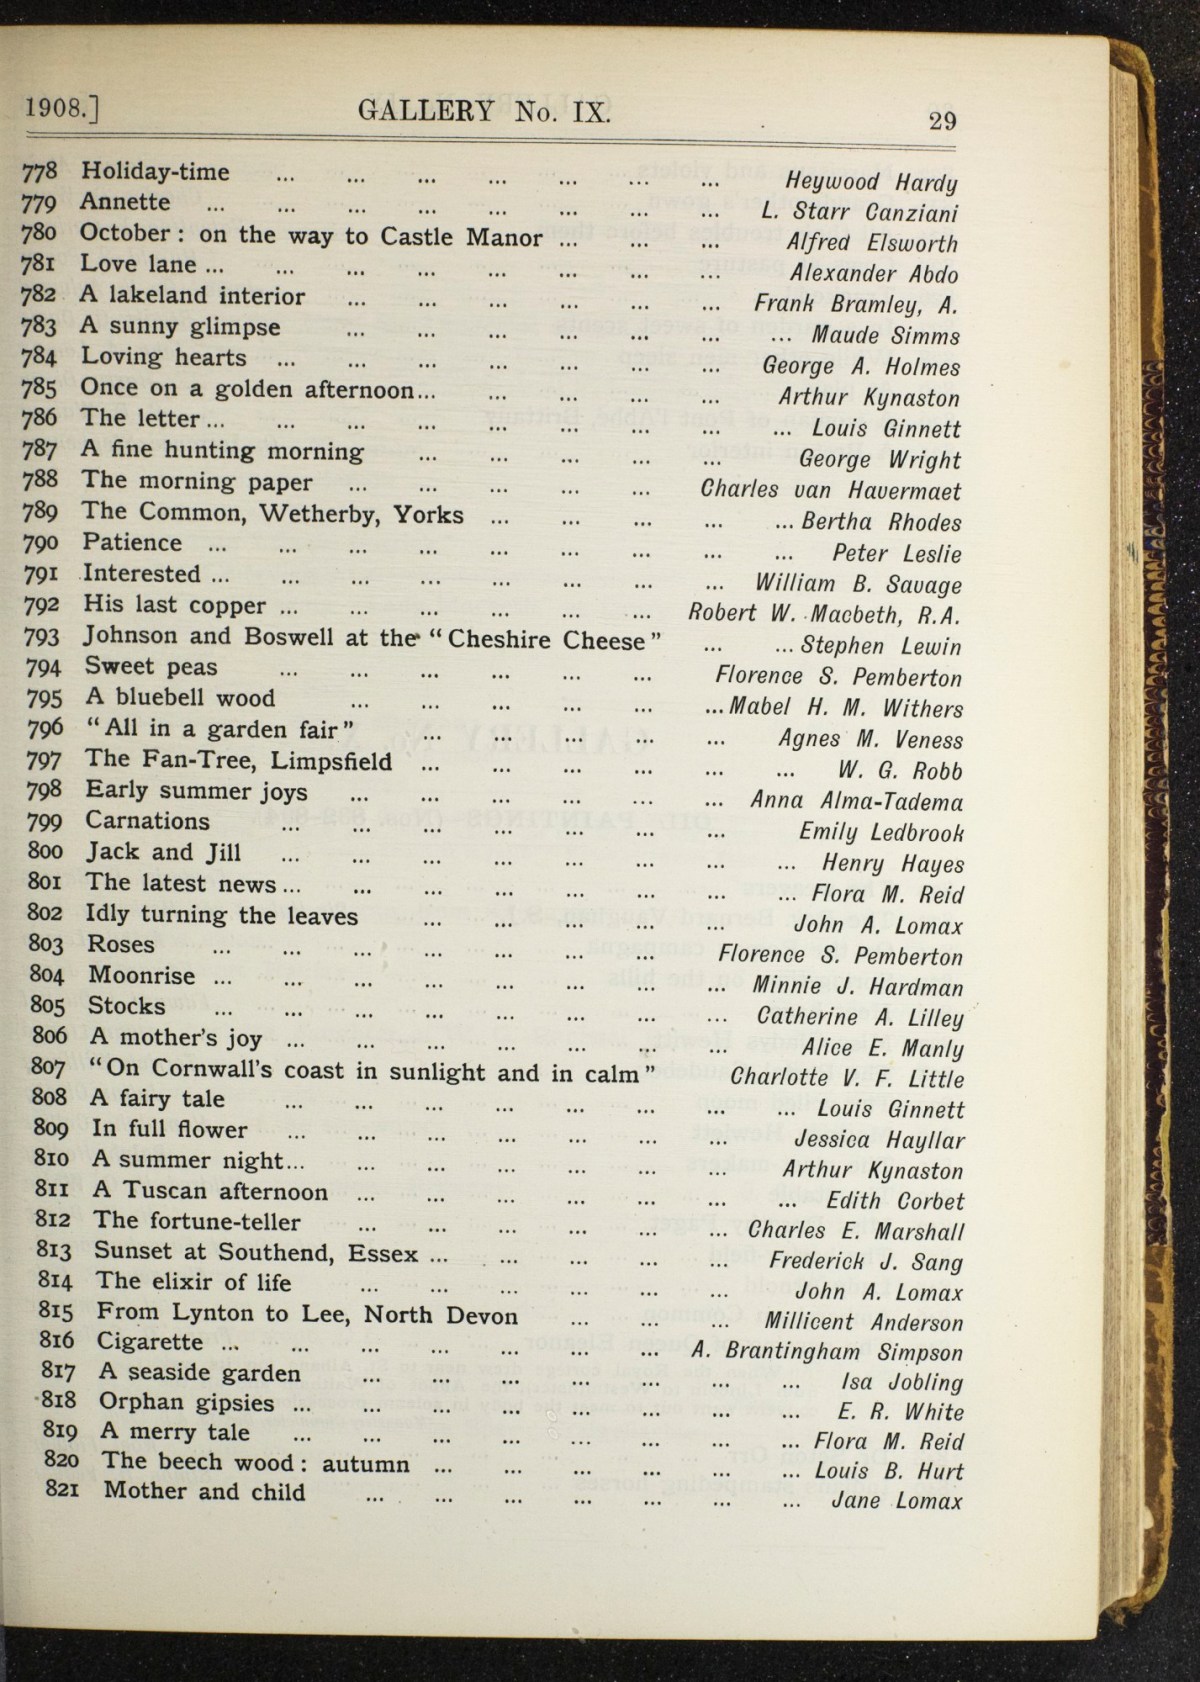 1908.] GALLERY No. IX. 29
778 Holiday-time ... ... ... ... ... ... ... Heywood Hardy
779 Annette ... ... ... ... ... ... ... ... L. Starr Canziani
780 October : on the way to Castle Manor ... ... ... Alfred Elsworth
781 Love lane ... ... ... ... ... ... ... ... Alexander Abdo
782 A lakeland interior ... ... ... ... ... ... Frank Bramley, A.
783 A sunny glimpse ... ... ... ... ... ... ... Maude Simms
784 Loving hearts ... ... ... ... ... ... ... George A. Holmes
785 Once on a golden afternoon... ... ... ... ... Arthur Kynaston
786 The letter ... ... ... ... ... ... ... ... ... Louis Ginnett
787 A fine hunting morning ... ... ... ... ... George Wright
788 The morning paper ... ... ... ... ... Charles van Havermaet
789 The Common, Wetherby, Yorks ... ... ... ... ... Bertha Rhodes
790 Patience ... ... ... ... ... ... ... ... ... Peter Leslie
791 Interested ... ... ... ... ... ... ... ... William B. Savage
792 His last copper ... ... ... ... ... ... Robert W. Macbeth, R.A.
793 Johnson and Boswell at the “Cheshire Cheese” ... ... Stephen Lewin
794 Sweet peas ... ... ... ... ... ... Florence S. Pemberton
795 A bluebell wood ... ... ... ... ... ... Mabel H. M. Withers
796 “All in a garden fair” ... ... ... ... ... Agnes M. Veness
797 The Fan-Tree, Limpsfield ... ... ... ... ... ... W. G. Robb
798 Early summer joys ... ... ... ... ... ... Anna Alma-Tadema
799 Carnations ... ... ... ... ... ... ... Emily Ledbrook
800 Jack and Jill ... ... ... ... ... ... ... ... Henry Hayes
801 The latest news ... ... ... ... ... ... ... ... Flora M. Reid
802 Idly turning the leaves ... ... ... ... ... John A. Lomax
803 Roses ... ... ... ... ... ... ... Florence S. Pemberton
804 Moonrise ... ... ... ... ... ... ... ... Minnie J. Hardman
805 Stocks ... ... ... ... ... ... ... ... Catherine A. Lilley
806 A mother's joy ... ... ... ... ... ... ... Alice E. Manly
807 “On Cornwall's coast in sunlight and in calm” Charlotte V. F. Little
808 A fairy tale ... ... ... ... ... ... ... ... Louis Ginnett
809 In full flower ... ... ... ... ... ... ... Jessica Hayllar
810 A summer night... ... ... ... ... ... ... Arthur Kynaston
811 A Tuscan afternoon ... ... ... ... ... ... ... Edith Corbet
812 The fortune-teller ... ... ... ... ... ... Charles E. Marshall
813 Sunset at Southend, Essex ... ... ... ... ... Frederick J. Sang
814 The elixir of life ... ... ... ... ... ... John A. Lomax
815 From Lynton to Lee, North Devon ... ... ... Millicent Anderson
816 Cigarette ... ... ... ... ... ... ... A. Brantingham Simpson
817 A seaside garden ... ... ... ... ... ... ... Isa Jobling
818 Orphan gipsies ... ... ... ... ... ... ... ... E. R. White
819 A merry tale ... ... ... ... ... ... ... ... Flora M. Reid
820 The beech wood : autumn ... ... ... ... ... ... Louis B. Hurt
821 Mother and child ... ... ... ... ... ... ... Jane Lomax